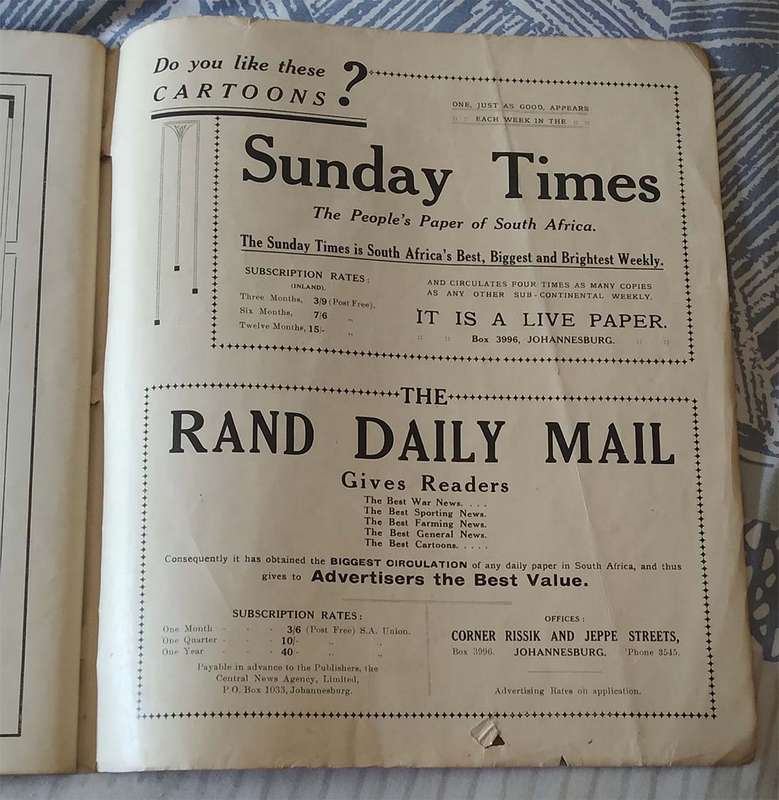 Do you like these
CARTOONS ?
ONE, JUST AS GOOD, APPEARS
:: :: EACH WEEK IN THE :: ::
Sunday Times
The People's Paper of South Africa.
The Sunday Times is South Africa's Best, Biggest and Brightest Weekly.
SUBSCRIPTION RATES:
(INLAND).
Three Months, 3/9 (Post Free).
Six Months, 7/6 "
Twelve Months, 15/- "
AND CIRCULATES FOUR TIMES AS MANY COPIES
AS ANY OTHER SUB-CONTINENTAL WEEKLY.
IT IS A LIVE PAPER.
:: :: Box 3996, JOHANNESBURG. :: ::
THE
RAND DAILY MAIL
Gives Readers
The Best War News. . . .
The Best Sporting News.
The Best Farming News.
The Best General News.
The Best Cartoons. . . . .
Consequently it has obtained the BIGGEST CIRCULATION of any daily paper in South Africa, and thus
gives to Advertisers the Best Value.
SUBSCRIPTION RATES:
One Month - - - 3/6 (Post Free) S.A. Union.
One Quarter - - - 10/- " "
One Year - - - 40 - " "
Payable in advance to the Publishers, the
Central News Agency, Limited,
P.O. Box 1033, Johannesburg.
OFFICES:
CORNER RISSIK AND JEPPE STREETS,
Box 3996. JOHANNESBURG. 'Phone 3545.
Advertising Rates on application.